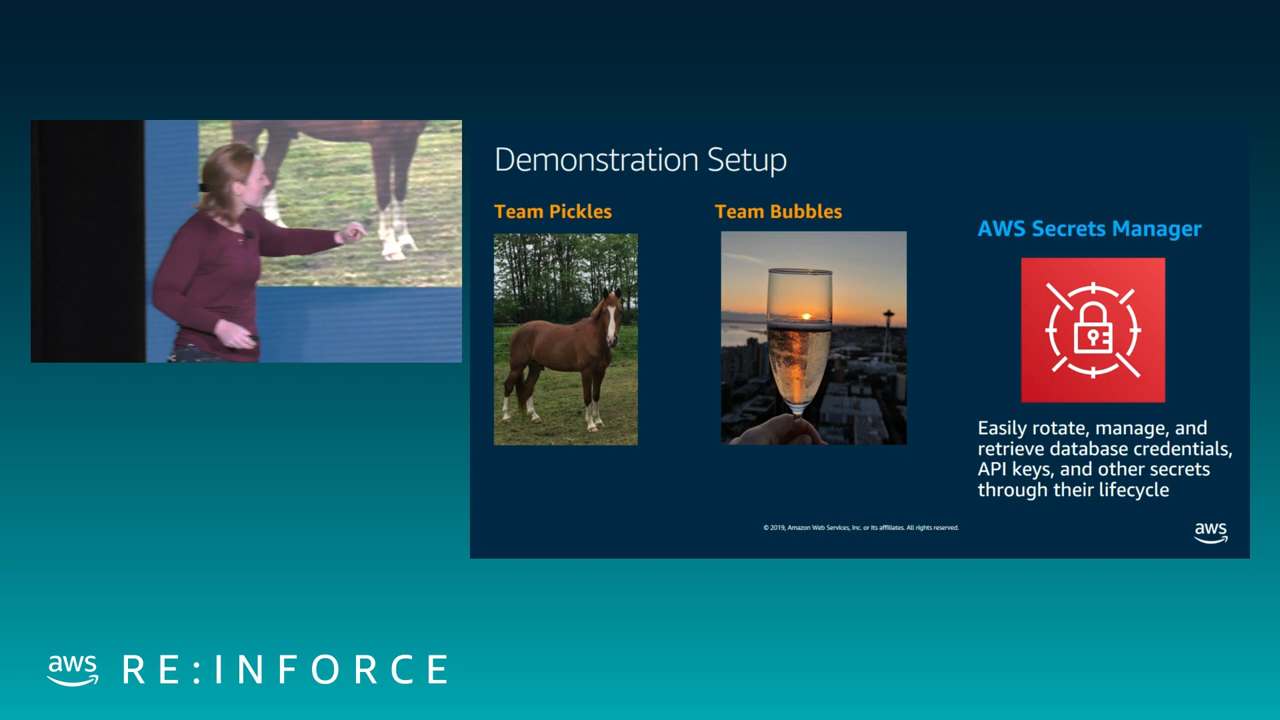 Demonstration Setup
Team Pickles
Team Bubbles
AWS Secrets Manager
Easily rotate, manage, and
retrieve database credentials,
API keys, and other secrets
through their lifecycle
© 2019, Amazon Web Services, Inc. or its affiliates. All rights reserved.
aws
aws RE:INFORCE